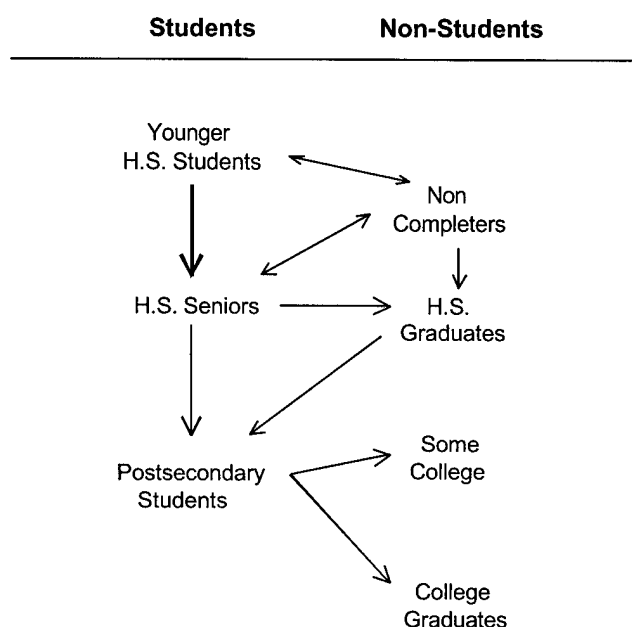 Students Non-Students
Younger
H.S. Students
Non
Completers
H.S. Seniors
H.S.
Graduates
Some
College
Postsecondary
Students
College
Graduates